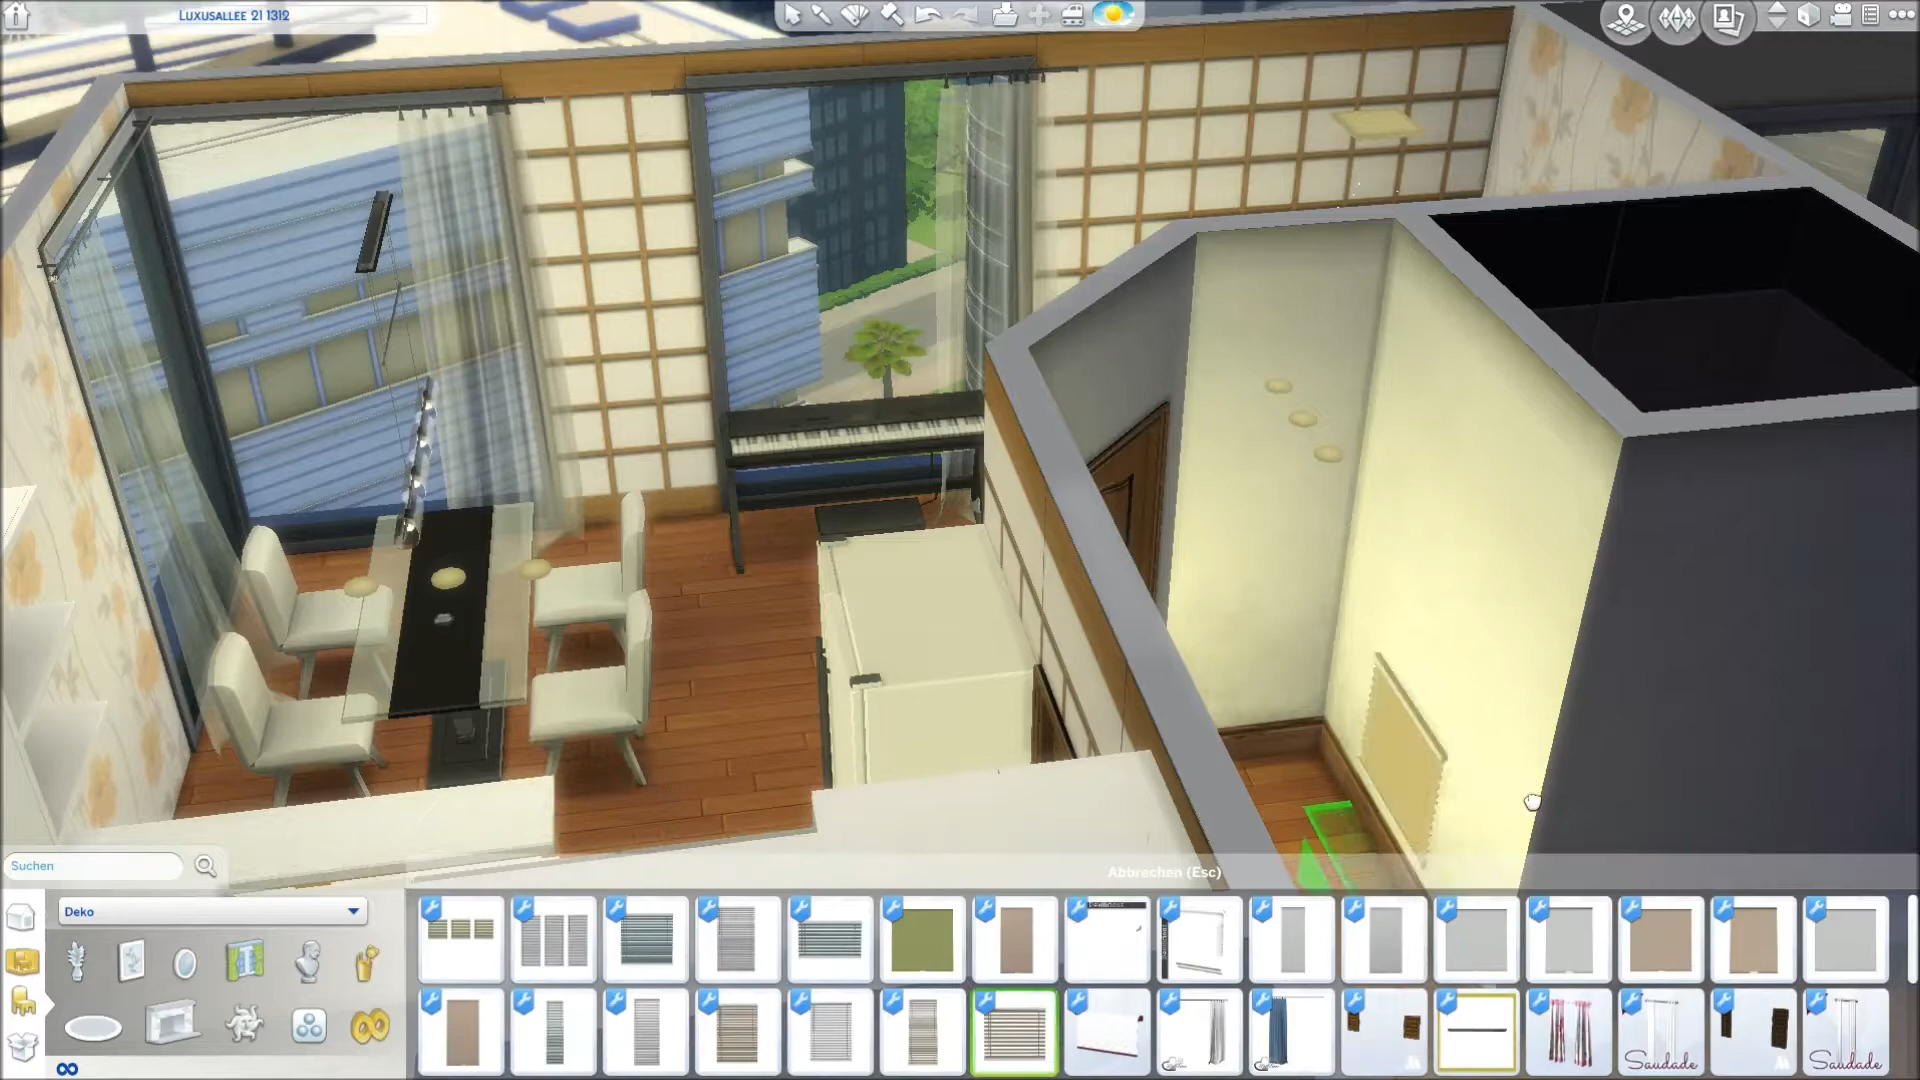 LUXUSALLEE 21 1312
Abbrechen (Esc)
Suchen
Deko
Saudade
Saudade